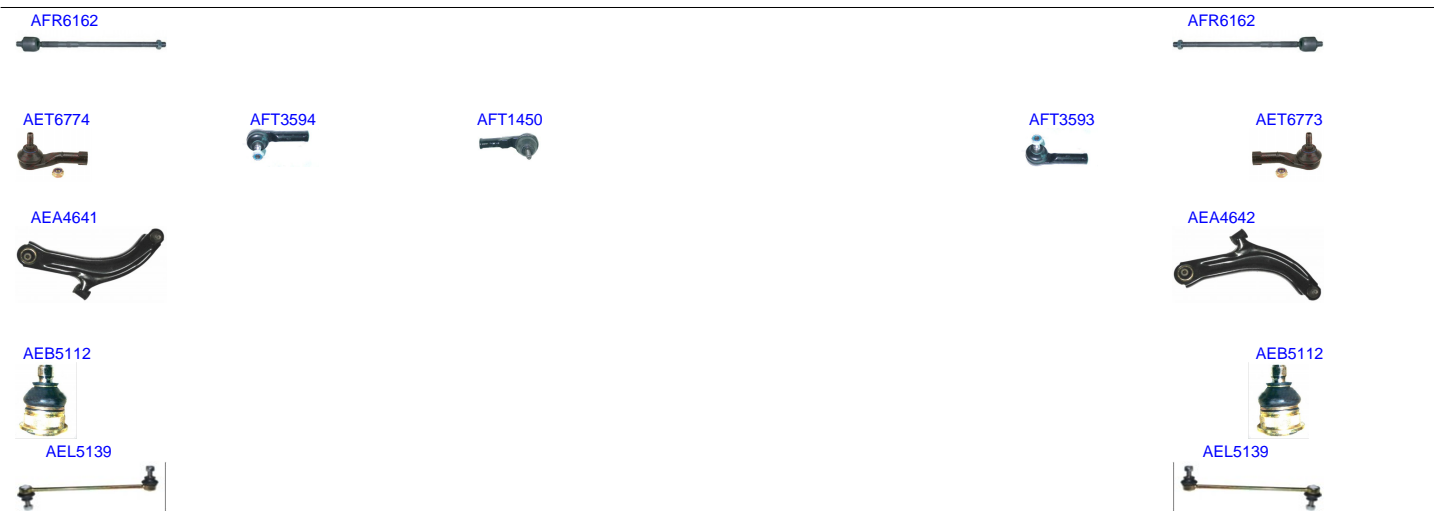 AFR6162 AFR6162
AET6774 AFT3594 AFT1450 AFT3593 AET6773
AEA4641 AEA4642
AEB5112 AEB5112
AEL5139 AEL5139